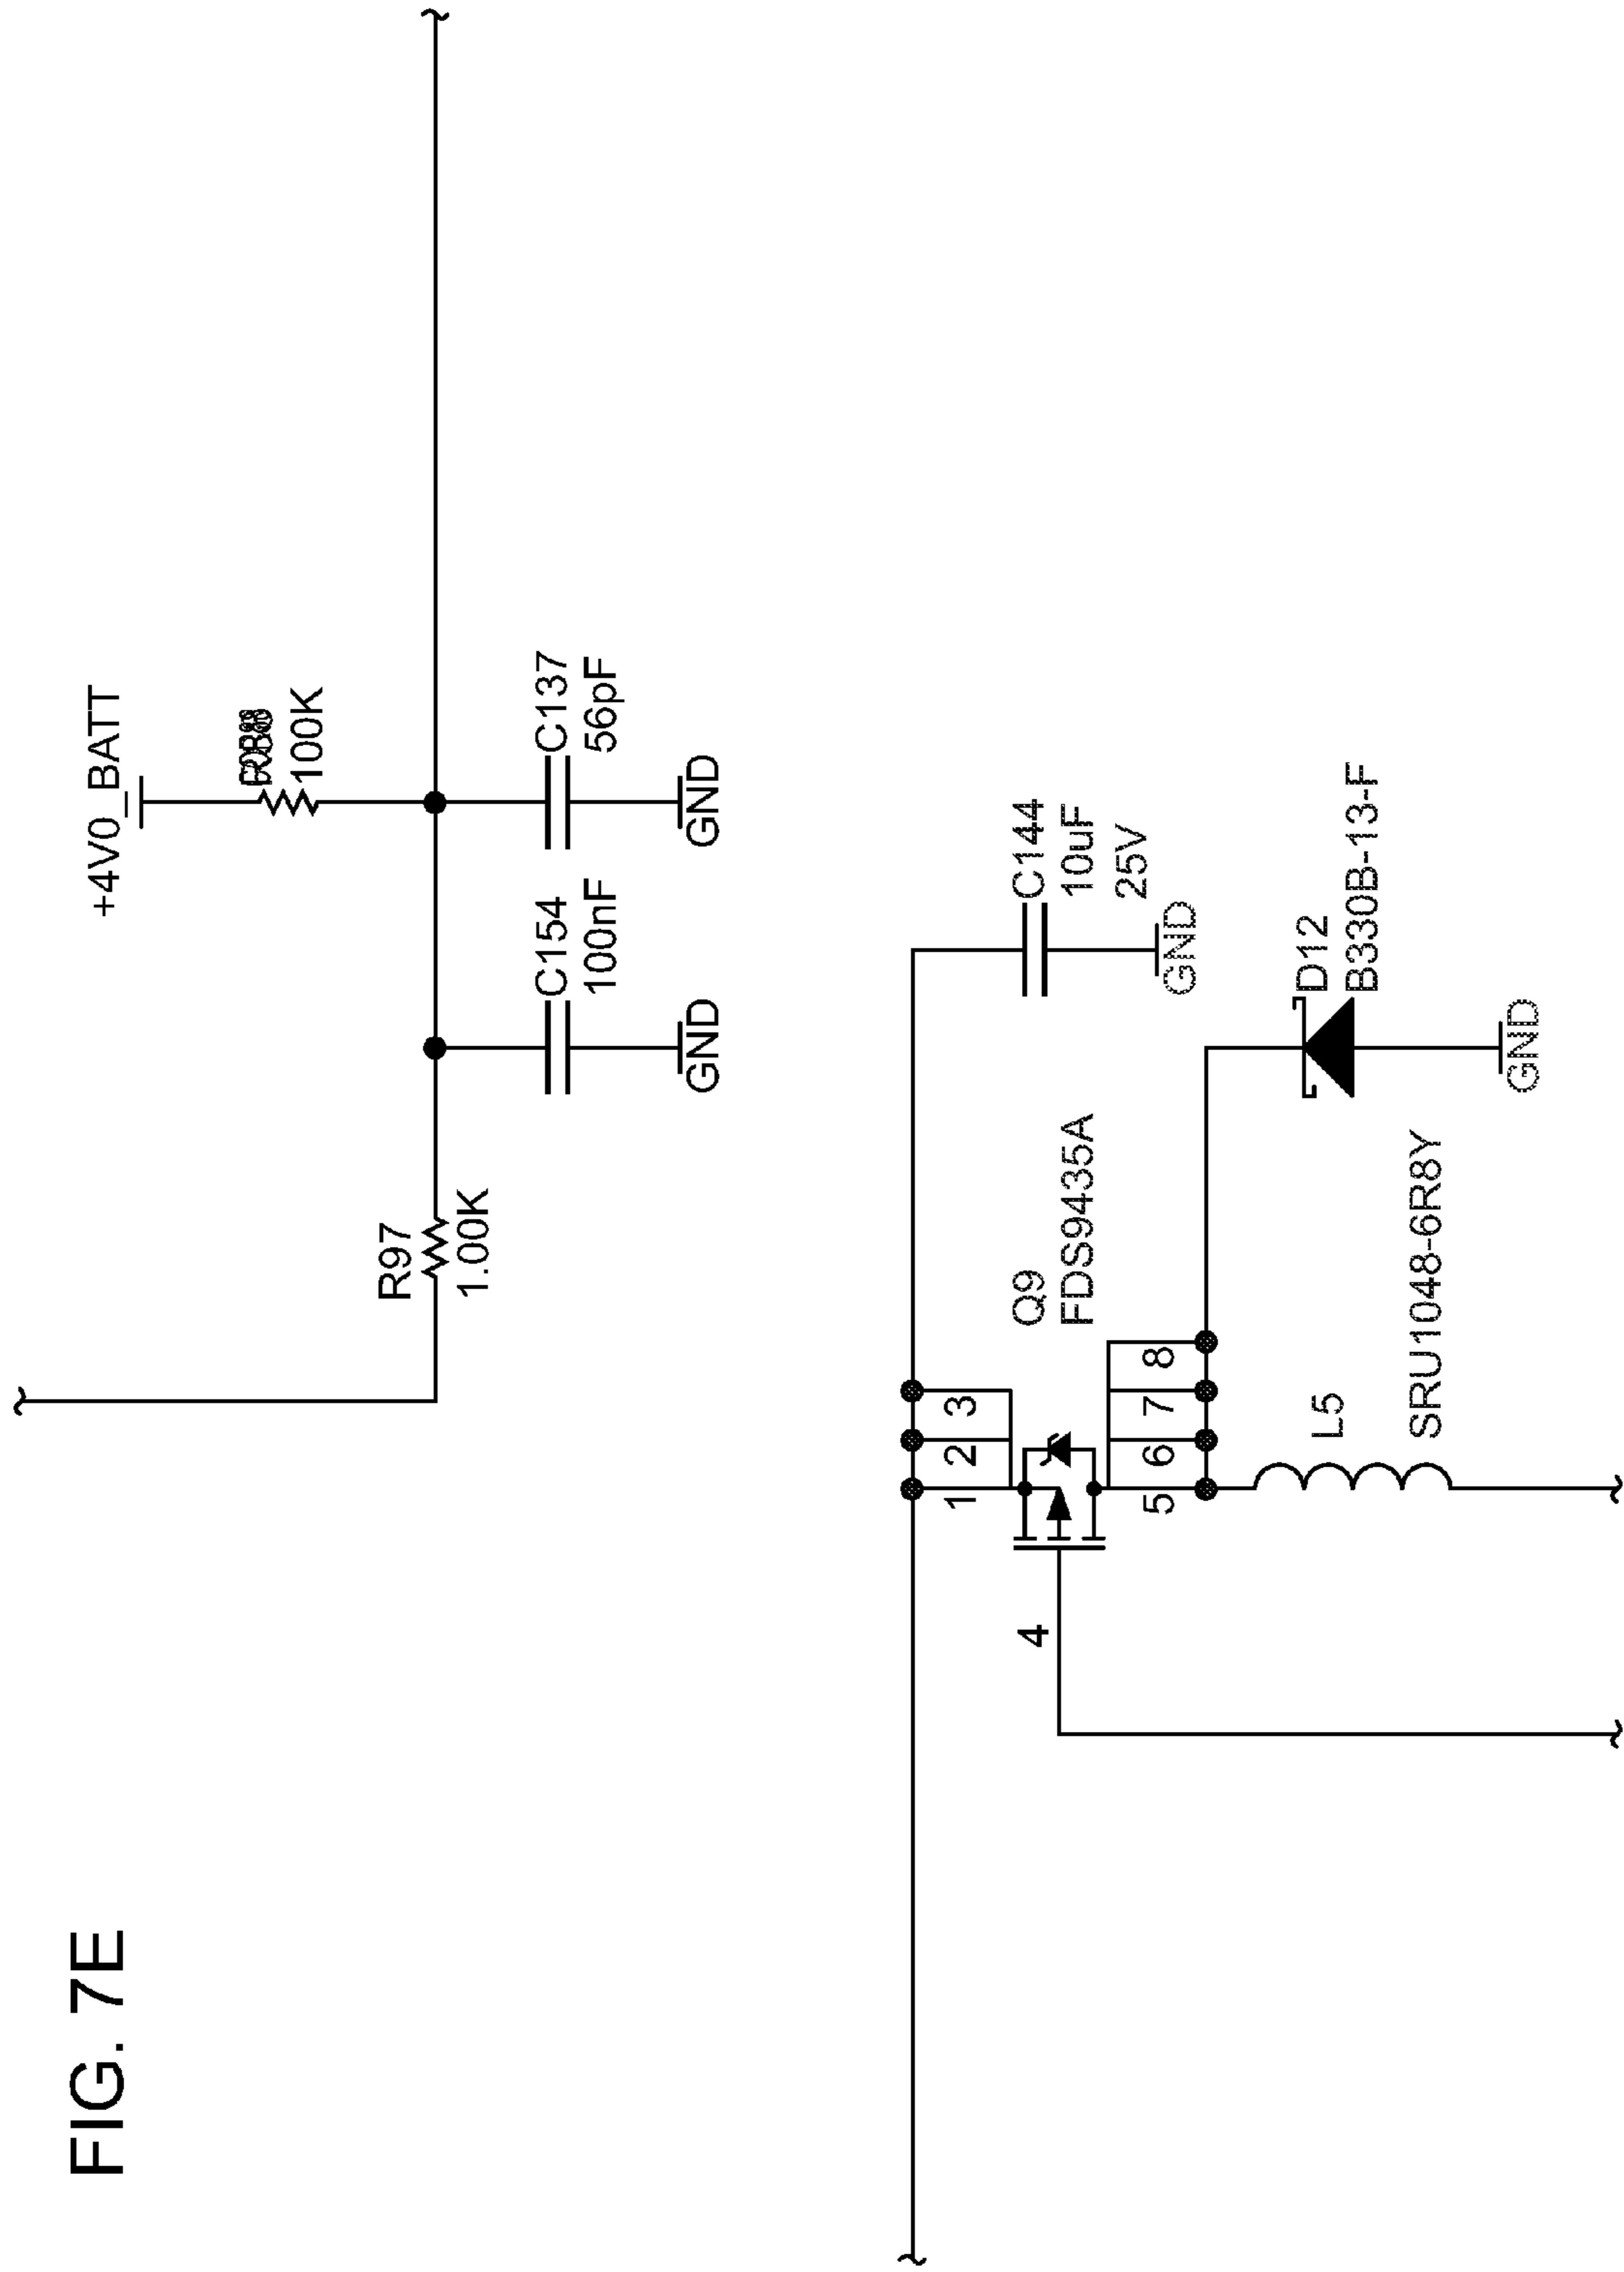 FIG. 7E
+4V0_BATT
100K
R97
1.00K
C154
100nF
GND
C137
56pF
GND
Q9
FDS9435A
1
2
3
4
5
6
7
8
C144
10uF
25V
GND
D12
B330B-13-F
GND
L5
SRU1048-6R8Y